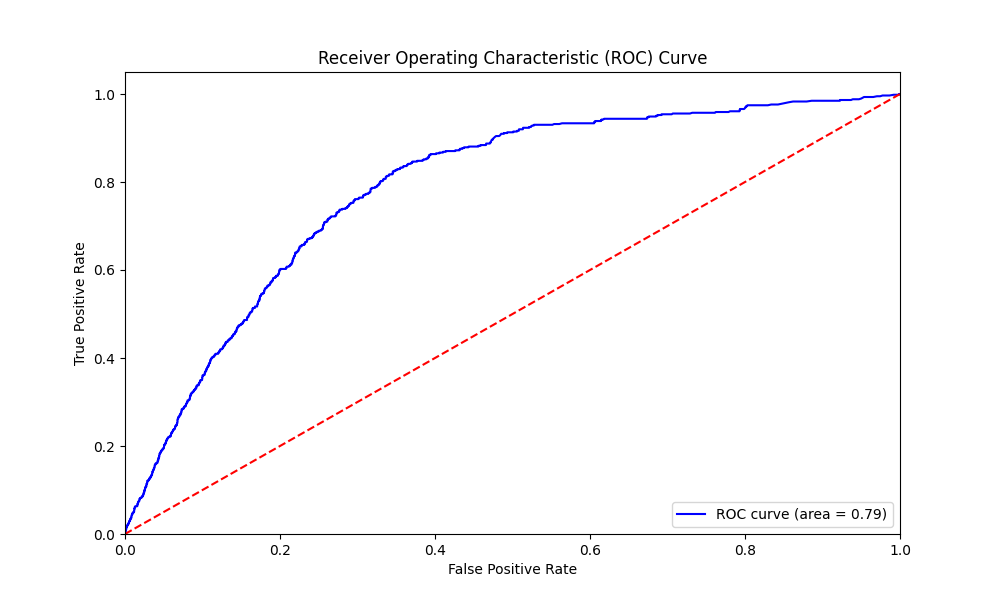 Receiver Operating Characteristic (ROC) Curve
True Positive Rate
1.0
0.8
0.6
0.4
0.2
0.0
0.0 0.2 0.4 0.6 0.8 1.0
False Positive Rate
ROC curve (area = 0.79)